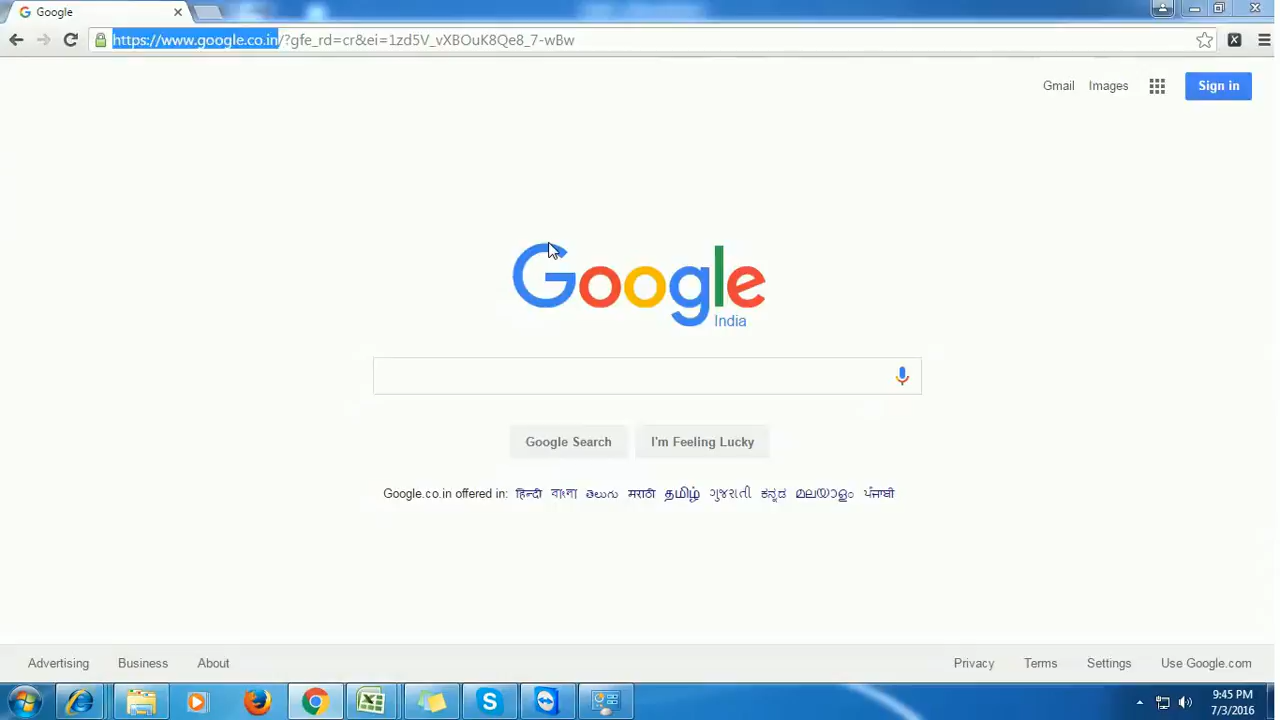 Google
https://www.google.co.in/?gfe_rd=cr&ei=1zd5V_vXBOuK8Qe8_7-wBw
Gmail Images Sign in
Google
India
Google Search I'm Feeling Lucky
Google.co.in offered in: हिन्दी বাংলা తెలుగు मराठी தமிழ் ગુજરાતી ಕನ್ನಡ മലയാളം ਪੰਜਾਬੀ
Advertising Business About Privacy Terms Settings Use Google.com
9:45 PM
7/3/2016